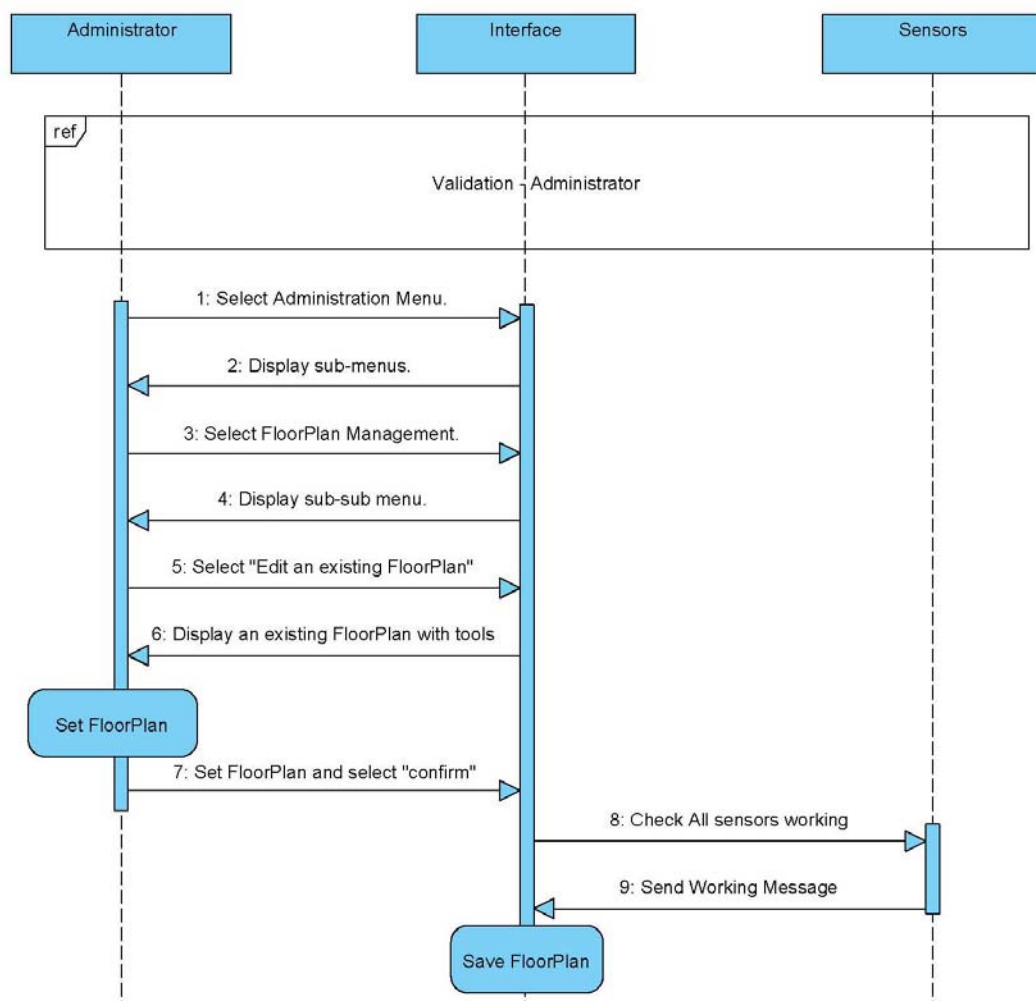 Administrator
Interface
Sensors
ref
Validation - Administrator
1: Select Administration Menu.
2: Display sub-menus.
3: Select FloorPlan Management.
4: Display sub-sub menu.
5: Select "Edit an existing FloorPlan"
6: Display an existing FloorPlan with tools
Set FloorPlan
7: Set FloorPlan and select "confirm"
8: Check All sensors working
9: Send Working Message
Save FloorPlan